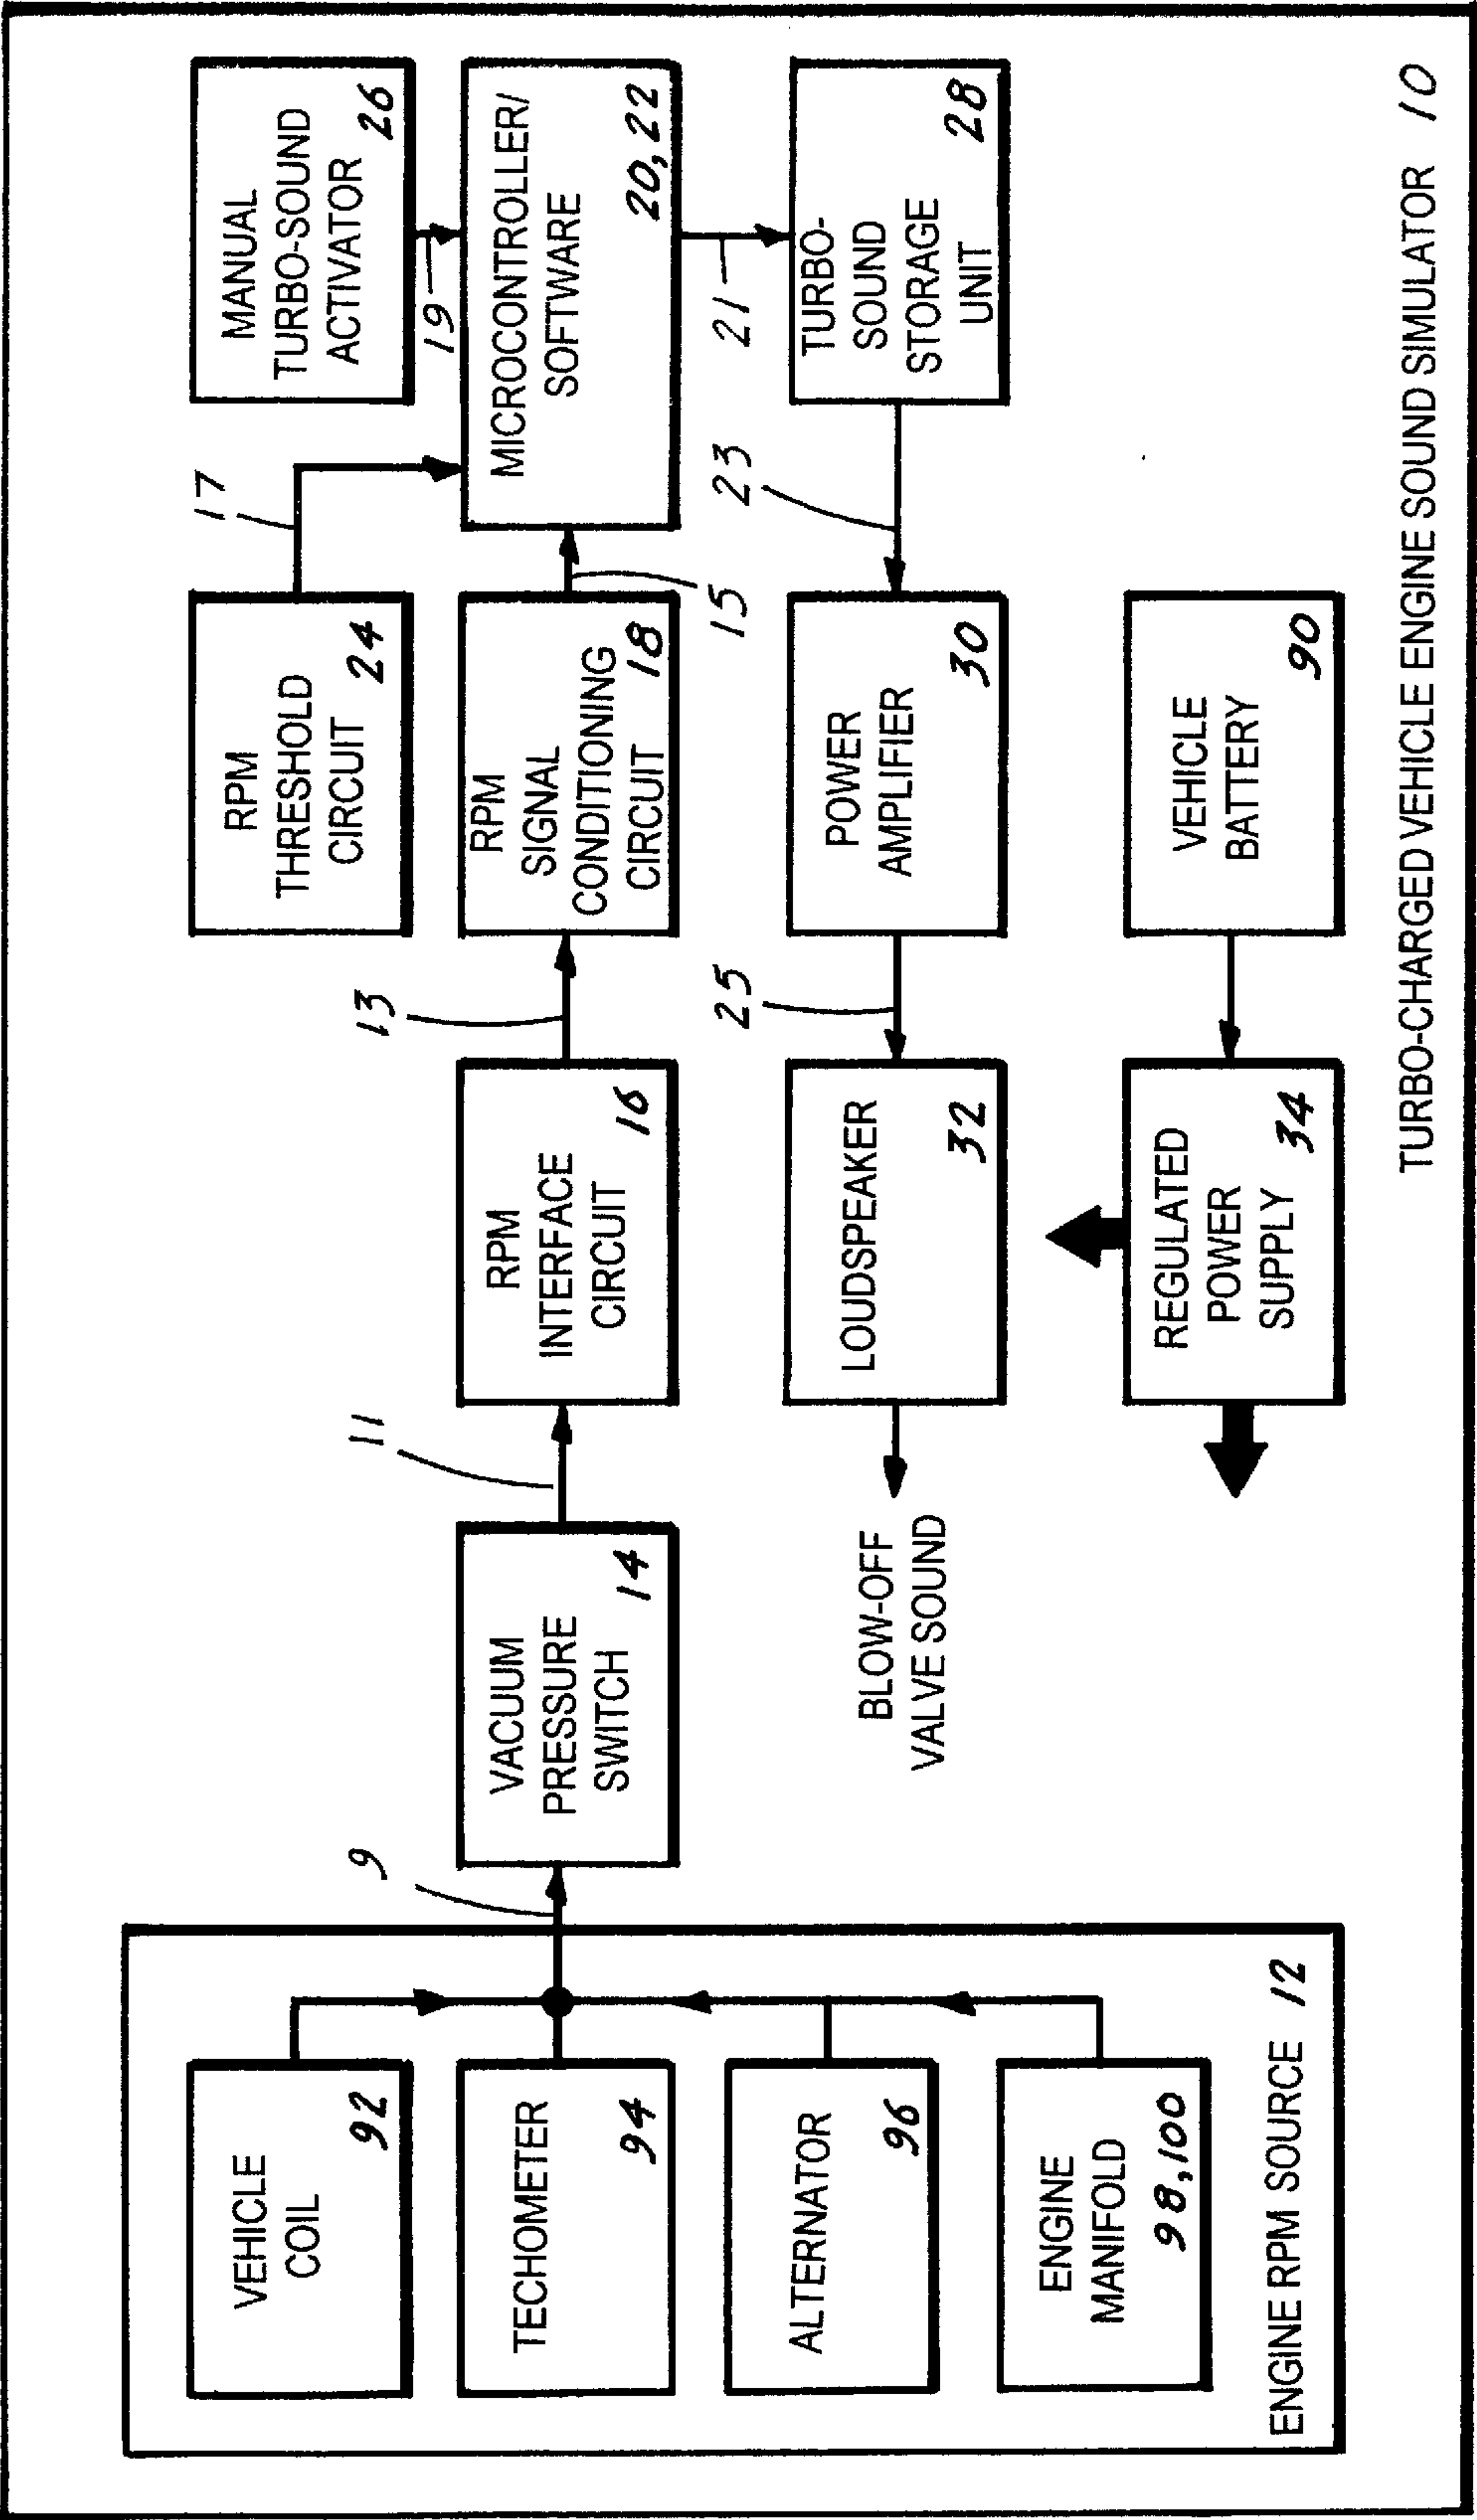 MANUAL
TURBO-SOUND
ACTIVATOR
26
17
19
RPM
THRESHOLD
CIRCUIT
24
VEHICLE
COIL
92
TECHOMETER
94
ALTERNATOR
96
ENGINE
MANIFOLD
98,100
ENGINE RPM SOURCE 12
9
VACUUM
PRESSURE
SWITCH
14
11
RPM
INTERFACE
CIRCUIT
16
13
RPM
SIGNAL
CONDITIONING
CIRCUIT
18
15
MICROCONTROLLER/
SOFTWARE
20,22
21
TURBO-
SOUND
STORAGE
UNIT
28
23
POWER
AMPLIFIER
30
25
LOUDSPEAKER
32
BLOW-OFF
VALVE SOUND
REGULATED
POWER
SUPPLY
34
VEHICLE
BATTERY
90
TURBO-CHARGED VEHICLE ENGINE SOUND SIMULATOR 10